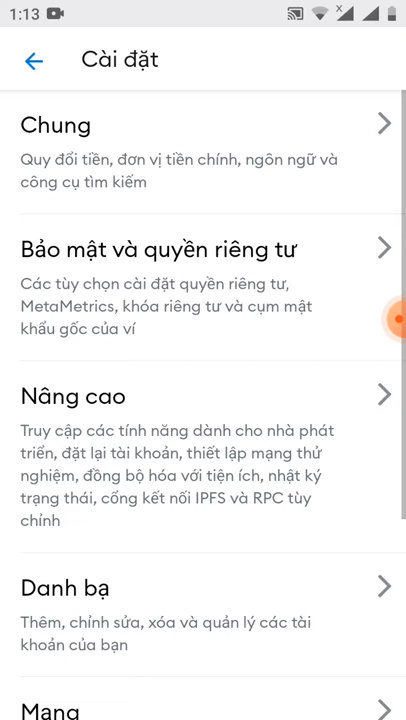 1:13
Cài đặt
Chung
Quy đổi tiền, đơn vị tiền chính, ngôn ngữ và
công cụ tìm kiếm
Bảo mật và quyền riêng tư
Các tùy chọn cài đặt quyền riêng tư,
MetaMetrics, khóa riêng tư và cụm mật
khẩu gốc của ví
Nâng cao
Truy cập các tính năng dành cho nhà phát
triển, đặt lại tài khoản, thiết lập mạng thử
nghiệm, đồng bộ hóa với tiện ích, nhật ký
trạng thái, cổng kết nối IPFS và RPC tùy
chỉnh
Danh bạ
Thêm, chỉnh sửa, xóa và quản lý các tài
khoản của bạn
Mạng